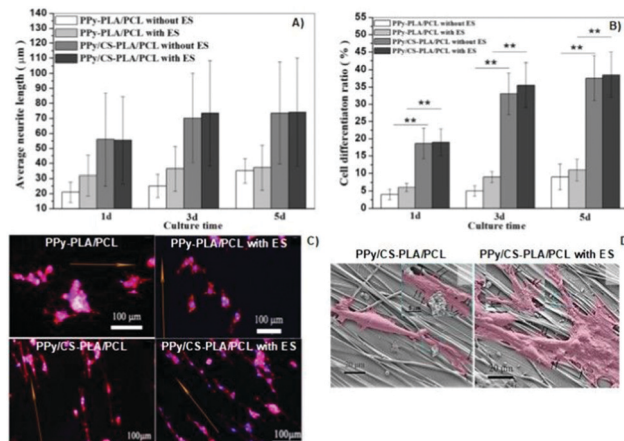 A)
PPy-PLA/PCL without ES
PPy-PLA/PCL with ES
PPy/CS-PLA/PCL without ES
PPy/CS-PLA/PCL with ES
Average neurite length (μm)
140
130
120
110
100
90
80
70
60
50
40
30
20
10
1d
3d
5d
Culture time
B)
PPy-PLA/PCL without ES
PPy-PLA/PCL with ES
PPy/CS-PLA/PCL without ES
PPy/CS-PLA/PCL with ES
Cell differentiaton ratio (%)
60
55
50
45
40
35
30
25
20
15
10
5
0
**
**
**
**
**
**
1d
3d
5d
Culture time
C)
PPy-PLA/PCL
100 μm
PPy-PLA/PCL with ES
100 μm
PPy/CS-PLA/PCL
100μm
PPy/CS-PLA/PCL with ES
100μm
D
PPy/CS-PLA/PCL
20 μm
PPy/CS-PLA/PCL with ES
20 μm